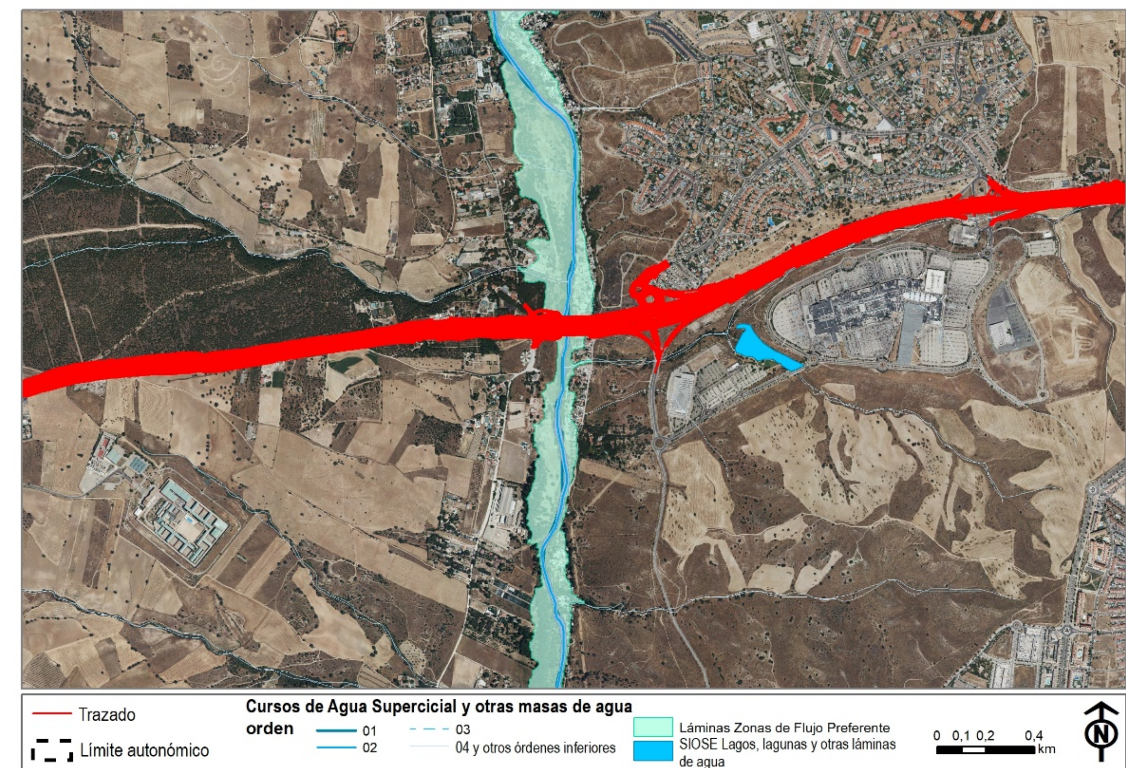 Trazado
Límite autonómico
Cursos de Agua Supercicial y otras masas de agua
orden
01
02
03
04 y otros órdenes inferiores
Láminas Zonas de Flujo Preferente
SIOSE Lagos, lagunas y otras láminas
de agua
0 0,1 0,2 0,4
km
N